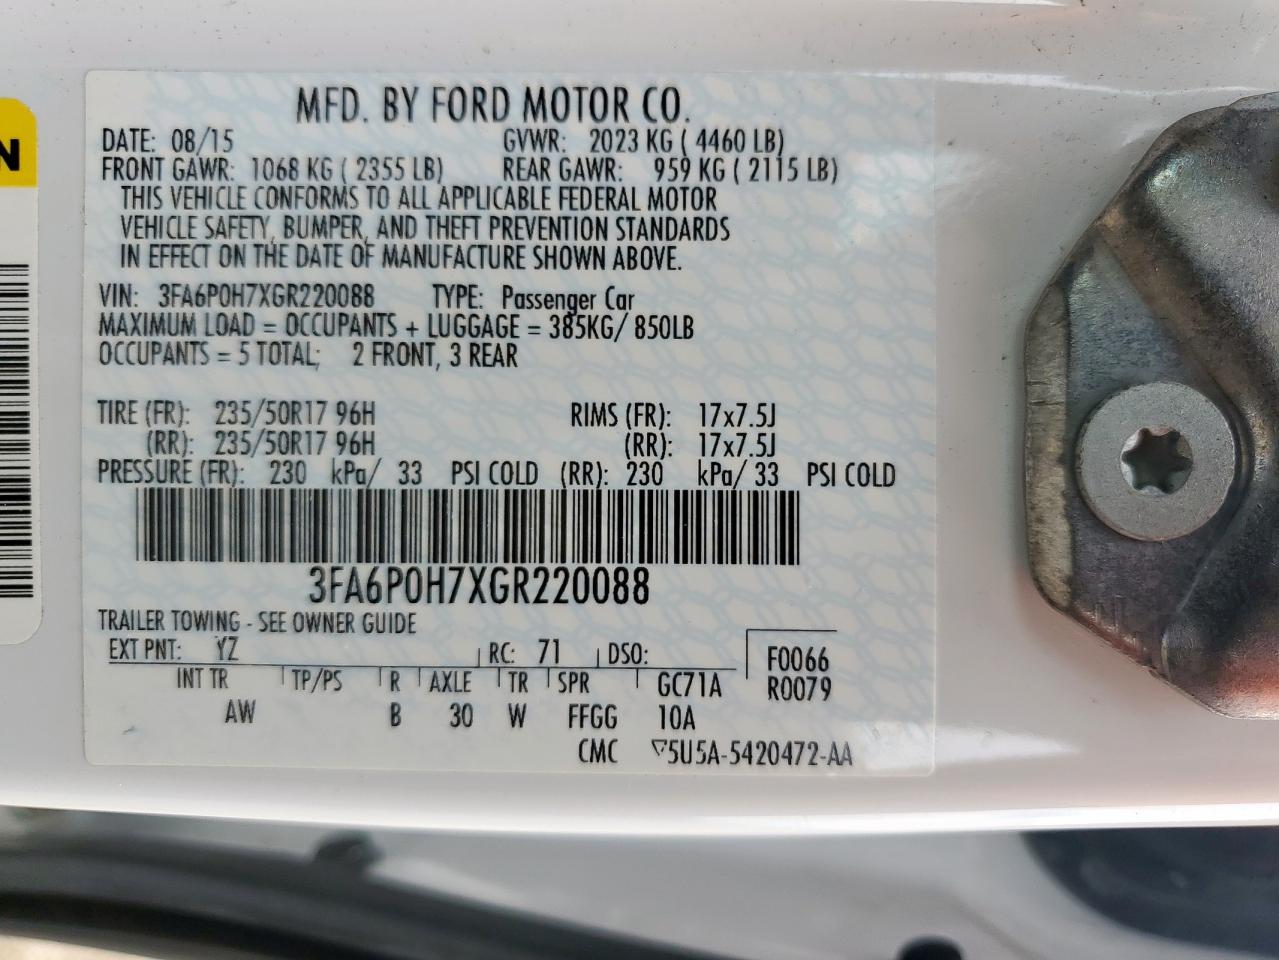 MFD. BY FORD MOTOR CO.
DATE: 08/15 GVWR: 2023 KG ( 4460 LB)
FRONT GAWR: 1068 KG ( 2355 LB) REAR GAWR: 959 KG ( 2115 LB)
THIS VEHICLE CONFORMS TO ALL APPLICABLE FEDERAL MOTOR
VEHICLE SAFETY, BUMPER, AND THEFT PREVENTION STANDARDS
IN EFFECT ON THE DATE OF MANUFACTURE SHOWN ABOVE.
VIN: 3FA6P0H7XGR220088 TYPE: Passenger Car
MAXIMUM LOAD = OCCUPANTS + LUGGAGE = 385KG/ 850LB
OCCUPANTS = 5 TOTAL; 2 FRONT, 3 REAR
TIRE (FR): 235/50R17 96H RIMS (FR): 17x7.5J
(RR): 235/50R17 96H (RR): 17x7.5J
PRESSURE (FR): 230 kPa/ 33 PSI COLD (RR): 230 kPa/ 33 PSI COLD
3FA6P0H7XGR220088
TRAILER TOWING - SEE OWNER GUIDE
EXT PNT: YZ RC: 71 DSO:
F0066
R0079
INT TR TP/PS R AXLE TR SPR GC71A
AW B 30 W FFGG 10A
CMC ▽5U5A-5420472-AA
N